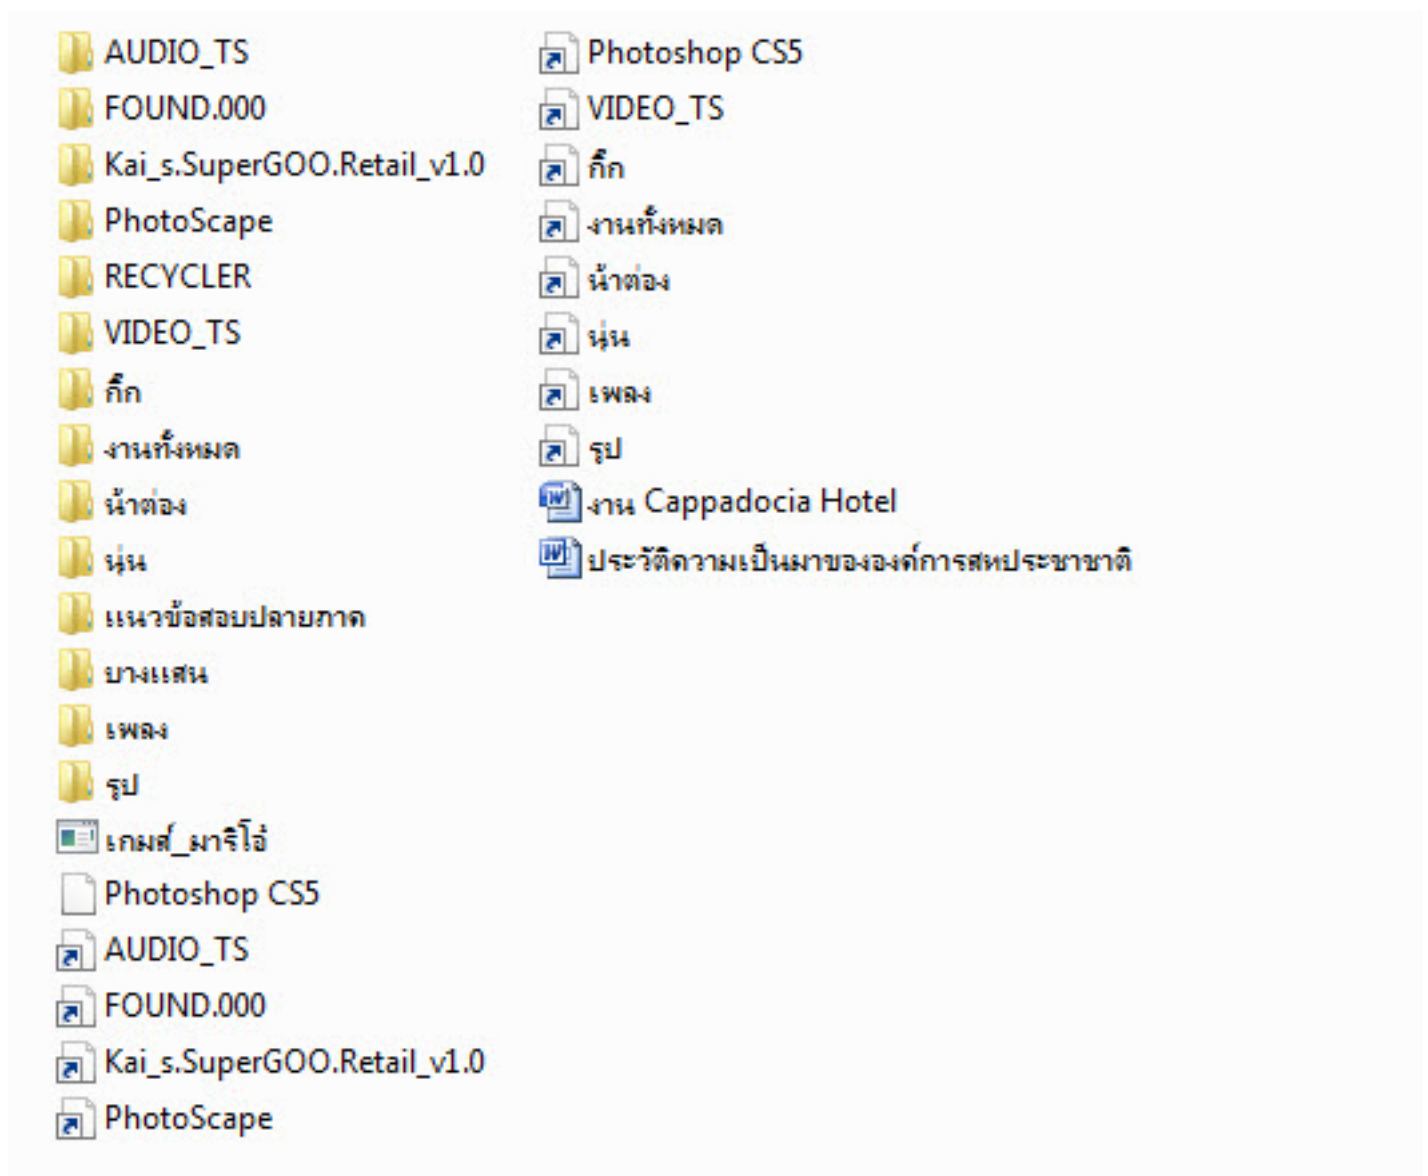 AUDIO_TS
FOUND.000
Kai_s.SuperGOO.Retail_v1.0
PhotoScape
RECYCLER
VIDEO_TS
กิ๊ก
งานทั้งหมด
น้าต่อง
นุ่น
แนวข้อสอบปลายภาค
บางแสน
เพลง
รูป
เกมส์_มาริโอ้
Photoshop CS5
AUDIO_TS
FOUND.000
Kai_s.SuperGOO.Retail_v1.0
PhotoScape
Photoshop CS5
VIDEO_TS
กิ๊ก
งานทั้งหมด
น้าต่อง
นุ่น
เพลง
รูป
งาน Cappadocia Hotel
ประวัติความเป็นมาขององค์การสหประชาชาติ